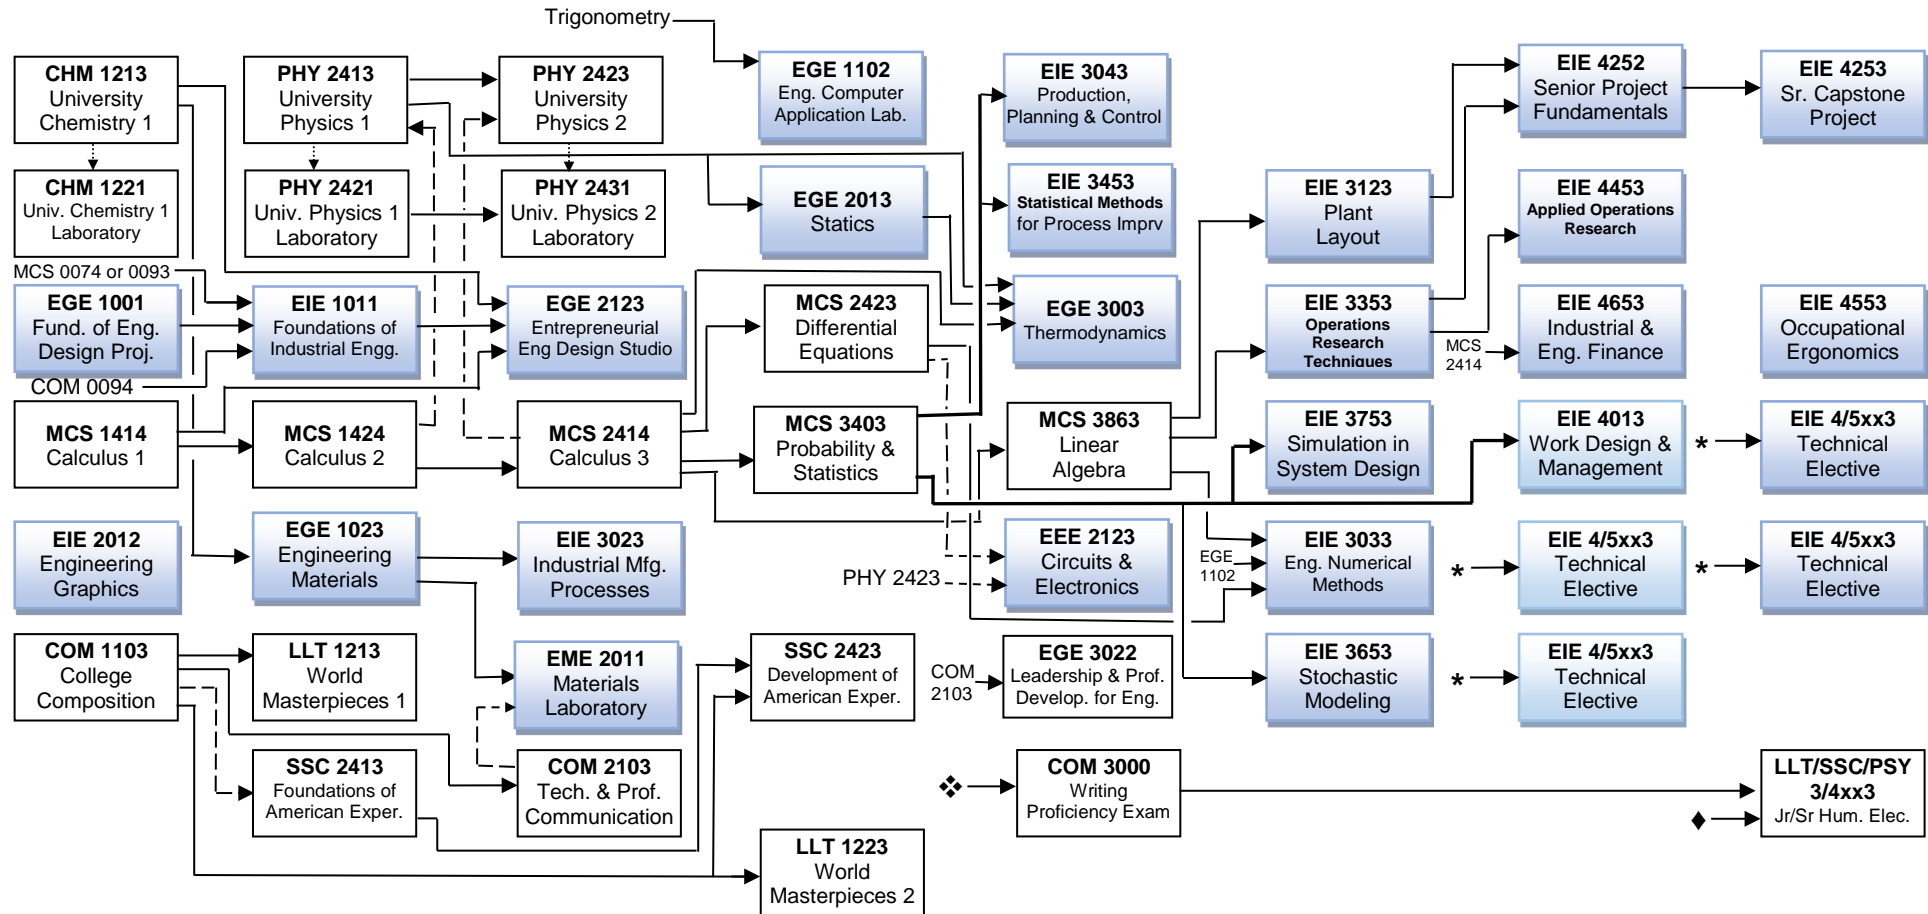 Trigonometry
CHM 1213
University
Chemistry 1
PHY 2413
University
Physics 1
PHY 2423
University
Physics 2
EGE 1102
Eng. Computer
Application Lab.
EIE 3043
Production,
Planning & Control
EIE 4252
Senior Project
Fundamentals
EIE 4253
Sr. Capstone
Project
CHM 1221
Univ. Chemistry 1
Laboratory
PHY 2421
Univ. Physics 1
Laboratory
PHY 2431
Univ. Physics 2
Laboratory
EGE 2013
Statics
EIE 3453
Statistical Methods
for Process Imprv
EIE 3123
Plant
Layout
EIE 4453
Applied Operations
Research
MCS 0074 or 0093
EGE 1001
Fund. of Eng.
Design Proj.
COM 0094
EIE 1011
Foundations of
Industrial Engg.
EGE 2123
Entrepreneurial
Eng Design Studio
MCS 2423
Differential
Equations
EGE 3003
Thermodynamics
EIE 3353
Operations
Research
Techniques
MCS
2414
EIE 4653
Industrial &
Eng. Finance
EIE 4553
Occupational
Ergonomics
MCS 1414
Calculus 1
MCS 1424
Calculus 2
MCS 2414
Calculus 3
MCS 3403
Probability &
Statistics
MCS 3863
Linear
Algebra
EIE 3753
Simulation in
System Design
EIE 4013
Work Design &
Management
*
EIE 4/5xx3
Technical
Elective
EIE 2012
Engineering
Graphics
EGE 1023
Engineering
Materials
EIE 3023
Industrial Mfg.
Processes
PHY 2423
EEE 2123
Circuits &
Electronics
EGE
1102
EIE 3033
Eng. Numerical
Methods
*
EIE 4/5xx3
Technical
Elective
*
EIE 4/5xx3
Technical
Elective
COM 1103
College
Composition
LLT 1213
World
Masterpieces 1
EME 2011
Materials
Laboratory
SSC 2423
Development of
American Exper.
COM
2103
EGE 3022
Leadership & Prof.
Develop. for Eng.
EIE 3653
Stochastic
Modeling
*
EIE 4/5xx3
Technical
Elective
SSC 2413
Foundations of
American Exper.
COM 2103
Tech. & Prof.
Communication
❖
COM 3000
Writing
Proficiency Exam
♦
LLT/SSC/PSY
3/4xx3
Jr/Sr Hum. Elec.
LLT 1223
World
Masterpieces 2